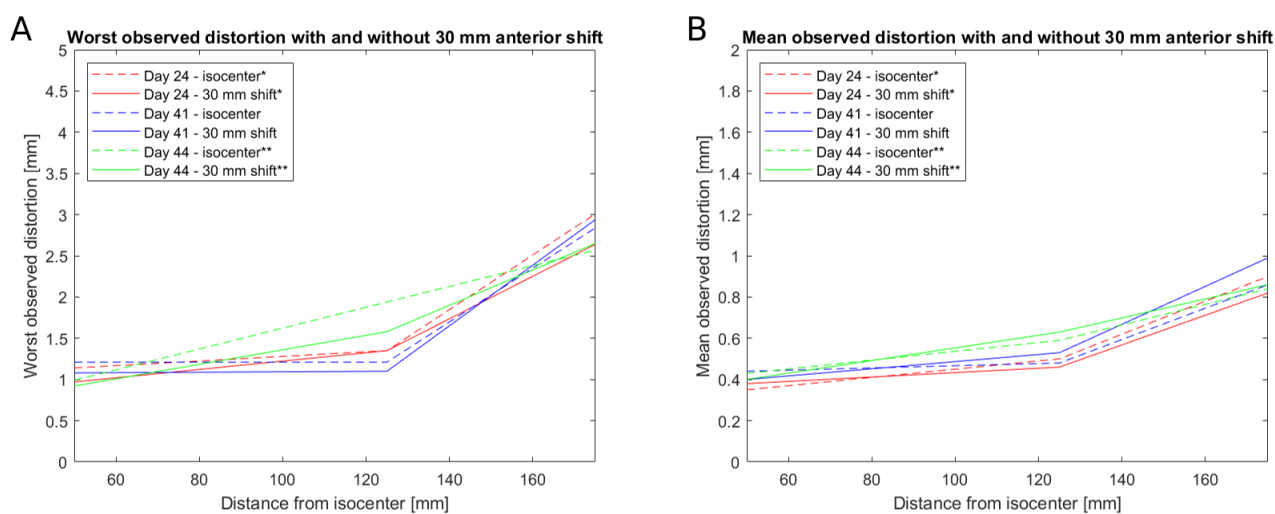 A
Worst observed distortion with and without 30 mm anterior shift
5
4.5
4
3.5
3
2.5
2
1.5
1
0.5
0
Worst observed distortion [mm]
Day 24 - isocenter*
Day 24 - 30 mm shift*
Day 41 - isocenter
Day 41 - 30 mm shift
Day 44 - isocenter**
Day 44 - 30 mm shift**
60 80 100 120 140 160
Distance from isocenter [mm]
B
Mean observed distortion with and without 30 mm anterior shift
2
1.8
1.6
1.4
1.2
1
0.8
0.6
0.4
0.2
0
Mean observed distortion [mm]
Day 24 - isocenter*
Day 24 - 30 mm shift*
Day 41 - isocenter
Day 41 - 30 mm shift
Day 44 - isocenter**
Day 44 - 30 mm shift**
60 80 100 120 140 160
Distance from isocenter [mm]